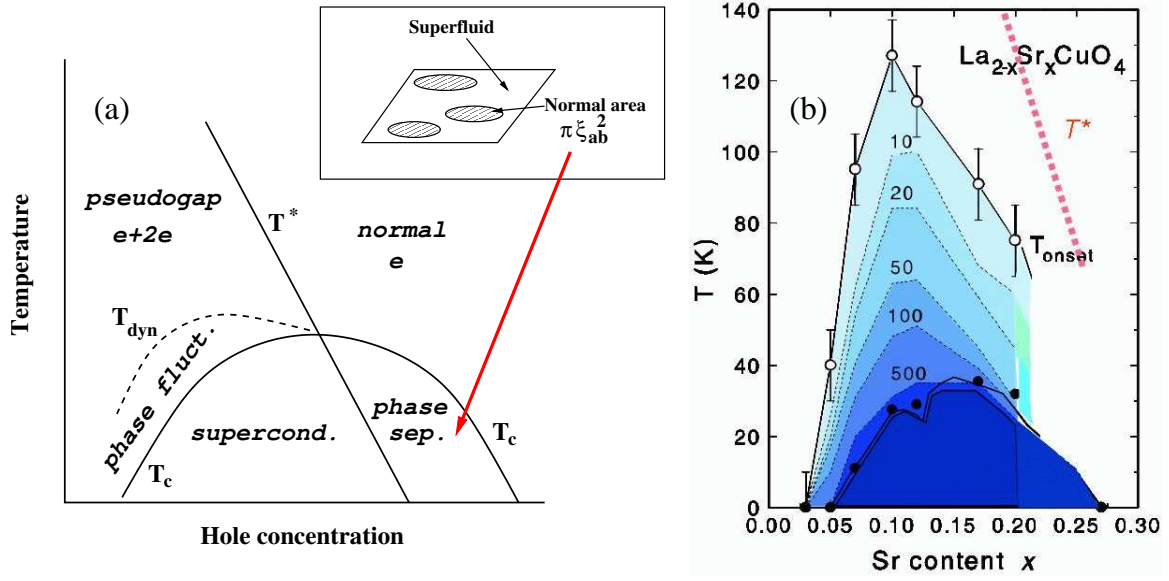 (a)
Superfluid
Normal area
πξab²
pseudogap
e+2e
T*
normal
e
Temperature
Tdyn
phase fluct.
supercond.
phase
sep.
Tc
Tc
Hole concentration
(b)
La2-xSrxCuO4
T*
Tonset
10
20
50
100
500
T (K)
140
120
100
80
60
40
20
0
0.00 0.05 0.10 0.15 0.20 0.25 0.30
Sr content x